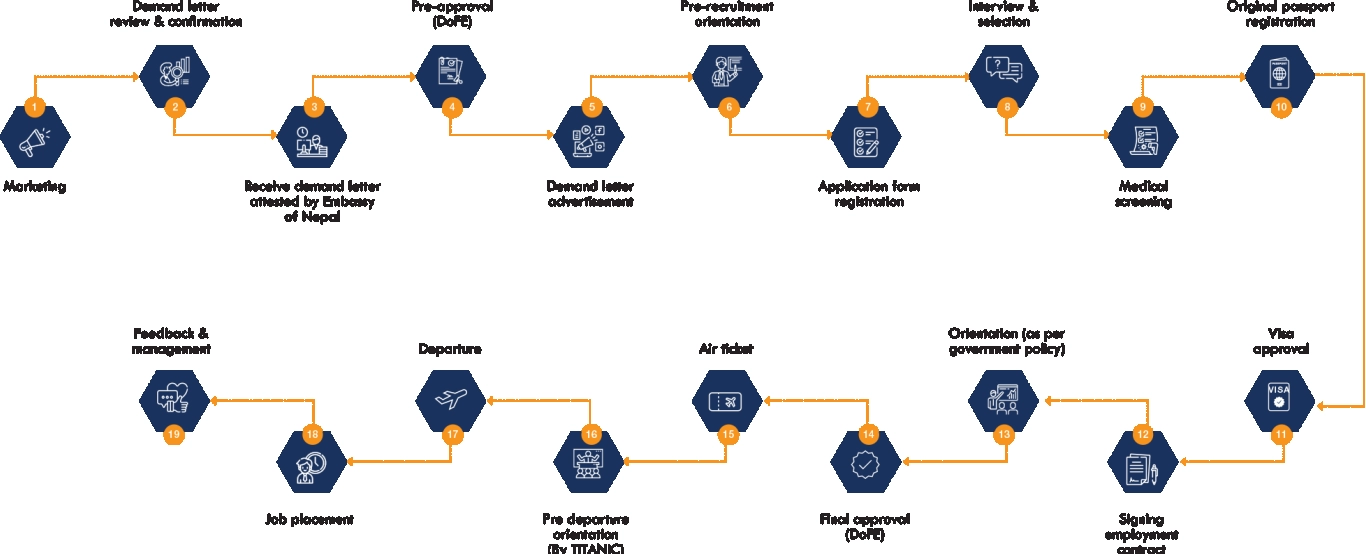 1
Marketing
Demand letter
review & confirmation
2
3
Receive demand letter
attested by Embassy
of Nepal
Pre-approval
(DoFE)
4
5
Demand letter
advertisement
Pre-recruitment
orientation
6
7
Application form
registration
Interview &
selection
8
9
Medical
screening
Original passport
registration
PASSPORT
10
Visa
approval
VISA
11
12
Signing
employment
contract
Orientation (as per
government policy)
13
14
Final approval
(DoFE)
Air ticket
15
16
Pre departure
orientation
(By TITANIC)
Departure
17
18
Job placement
Feedback &
management
19